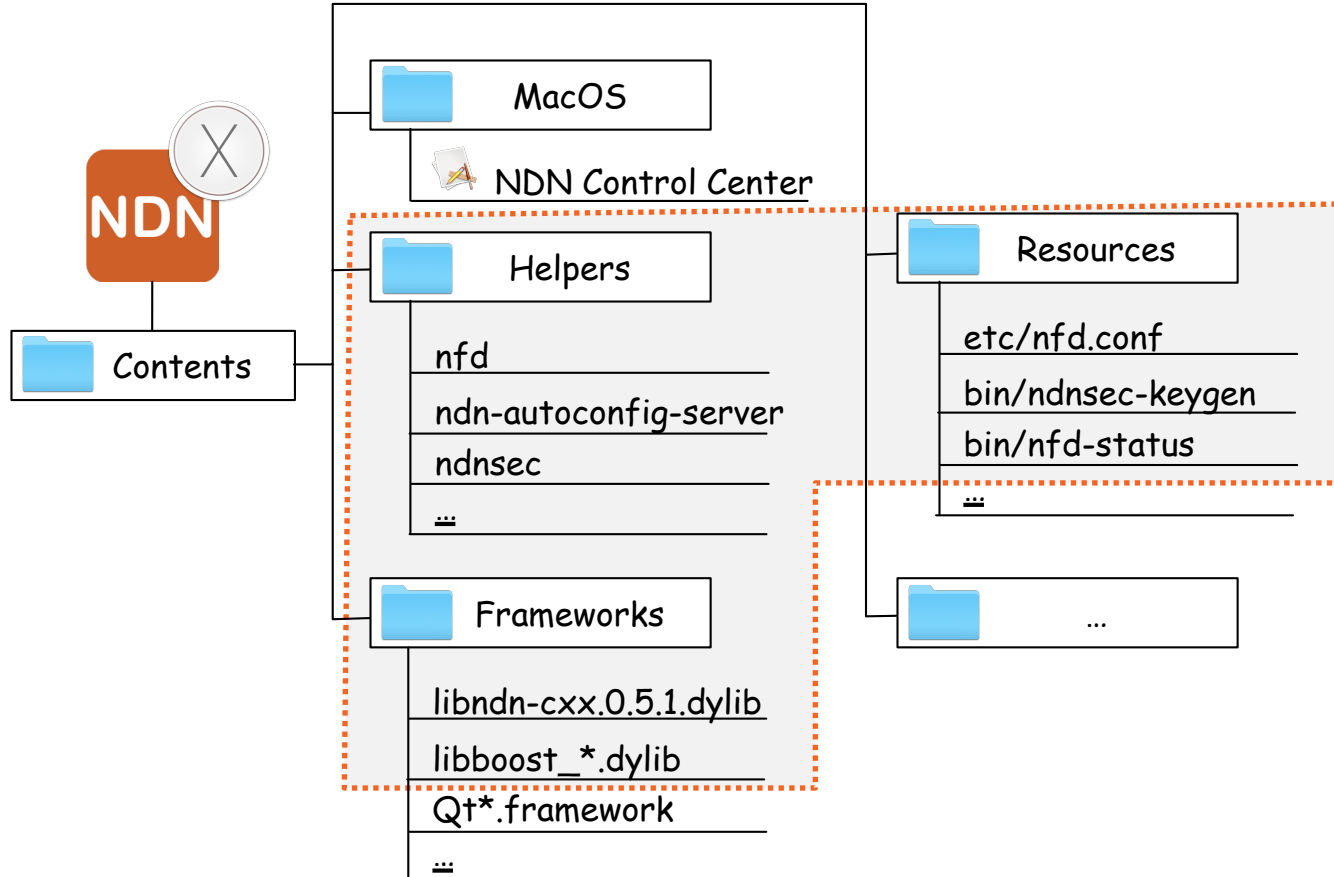 X
NDN
Contents
MacOS
NDN Control Center
Helpers
nfd
ndn-autoconfig-server
ndnsec
...
Frameworks
libndn-cxx.0.5.1.dylib
libboost_*.dylib
Qt*.framework
...
Resources
etc/nfd.conf
bin/ndnsec-keygen
bin/nfd-status
...
...